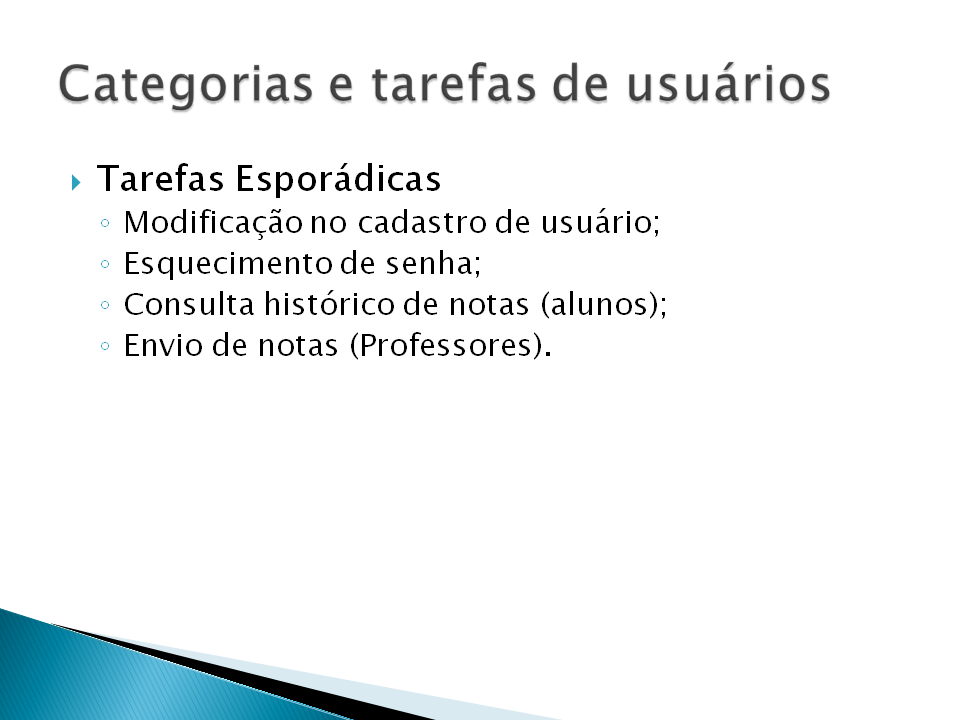 Categorias e tarefas de usuários
Tarefas Esporádicas
Modificação no cadastro de usuário;
Esquecimento de senha;
Consulta histórico de notas (alunos);
Envio de notas (Professores).